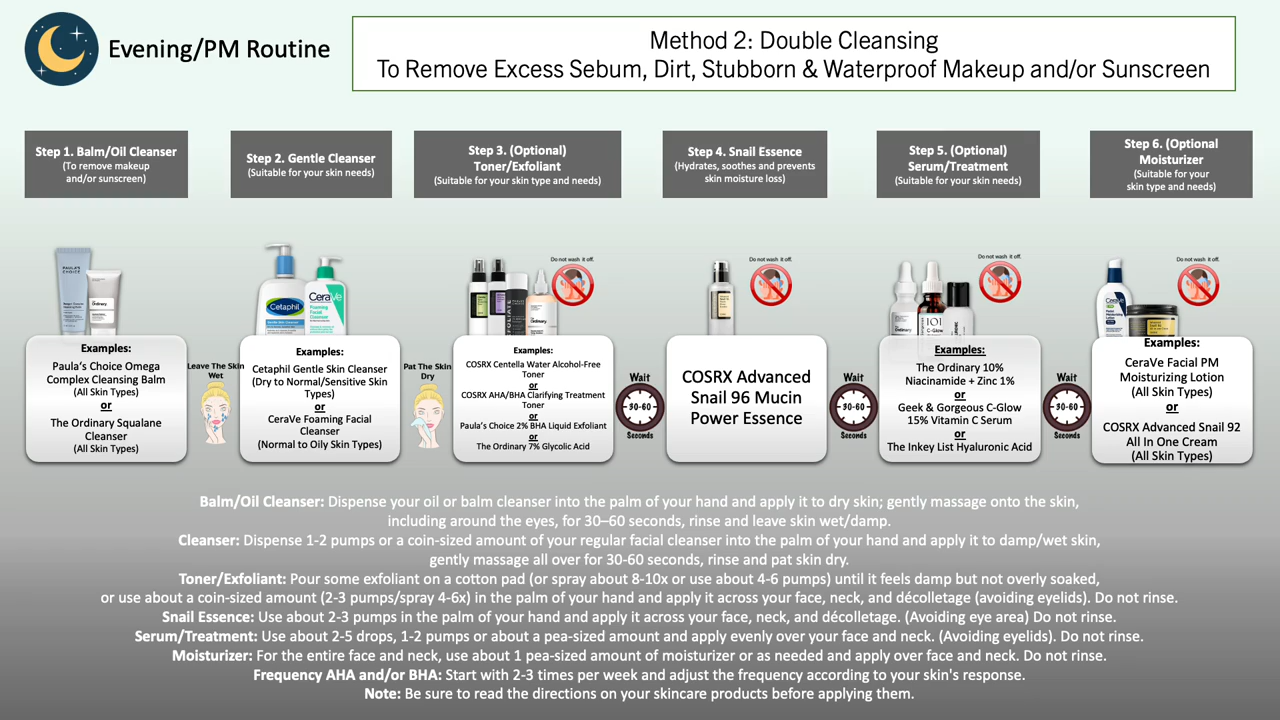 Evening/PM Routine
Method 2: Double Cleansing
To Remove Excess Sebum, Dirt, Stubborn & Waterproof Makeup and/or Sunscreen
Step 1. Balm/Oil Cleanser
(To remove makeup
and/or sunscreen)
Step 2. Gentle Cleanser
(Suitable for your skin needs)
Step 3. (Optional)
Toner/Exfoliant
(Suitable for your skin type and needs)
Step 4. Snail Essence
(Hydrates, soothes and prevents
skin moisture loss)
Step 5. (Optional)
Serum/Treatment
(Suitable for your skin needs)
Step 6. (Optional
Moisturizer
(Suitable for your
skin type and needs)
PAULA'S
CHOICE
Ordinary.
Cetaphil
CeraVe
Foaming
Facial
Cleanser
Do not wash it off.
Ordinary.
Do not wash it off.
Ordinary.
101
C-Glow
Do not wash it off.
CeraVe
Do not wash it off.
Examples:
Paula's Choice Omega
Complex Cleansing Balm
(All Skin Types)
or
The Ordinary Squalane
Cleanser
(All Skin Types)
Leave The Skin
Wet
Examples:
Cetaphil Gentle Skin Cleanser
(Dry to Normal/Sensitive Skin
Types)
or
CeraVe Foaming Facial
Cleanser
(Normal to Oily Skin Types)
Pat The Skin
Dry
Examples:
COSRX Centella Water Alcohol-Free
Toner
or
COSRX AHA/BHA Clarifying Treatment
Toner
or
Paula's Choice 2% BHA Liquid Exfoliant
or
The Ordinary 7% Glycolic Acid
Wait
30-60
Seconds
COSRX Advanced
Snail 96 Mucin
Power Essence
Wait
30-60
Seconds
Examples:
The Ordinary 10%
Niacinamide + Zinc 1%
or
Geek & Gorgeous C-Glow
15% Vitamin C Serum
or
The Inkey List Hyaluronic Acid
Wait
30-60
Seconds
Examples:
CeraVe Facial PM
Moisturizing Lotion
(All Skin Types)
or
COSRX Advanced Snail 92
All In One Cream
(All Skin Types)
Balm/Oil Cleanser: Dispense your oil or balm cleanser into the palm of your hand and apply it to dry skin; gently massage onto the skin,
including around the eyes, for 30–60 seconds, rinse and leave skin wet/damp.
Cleanser: Dispense 1-2 pumps or a coin-sized amount of your regular facial cleanser into the palm of your hand and apply it to damp/wet skin,
gently massage all over for 30-60 seconds, rinse and pat skin dry.
Toner/Exfoliant: Pour some exfoliant on a cotton pad (or spray about 8-10x or use about 4-6 pumps) until it feels damp but not overly soaked,
or use about a coin-sized amount (2-3 pumps/spray 4-6x) in the palm of your hand and apply it across your face, neck, and décolletage (avoiding eyelids). Do not rinse.
Snail Essence: Use about 2-3 pumps in the palm of your hand and apply it across your face, neck, and décolletage. (Avoiding eye area) Do not rinse.
Serum/Treatment: Use about 2-5 drops, 1-2 pumps or about a pea-sized amount and apply evenly over your face and neck. (Avoiding eyelids). Do not rinse.
Moisturizer: For the entire face and neck, use about 1 pea-sized amount of moisturizer or as needed and apply over face and neck. Do not rinse.
Frequency AHA and/or BHA: Start with 2-3 times per week and adjust the frequency according to your skin's response.
Note: Be sure to read the directions on your skincare products before applying them.